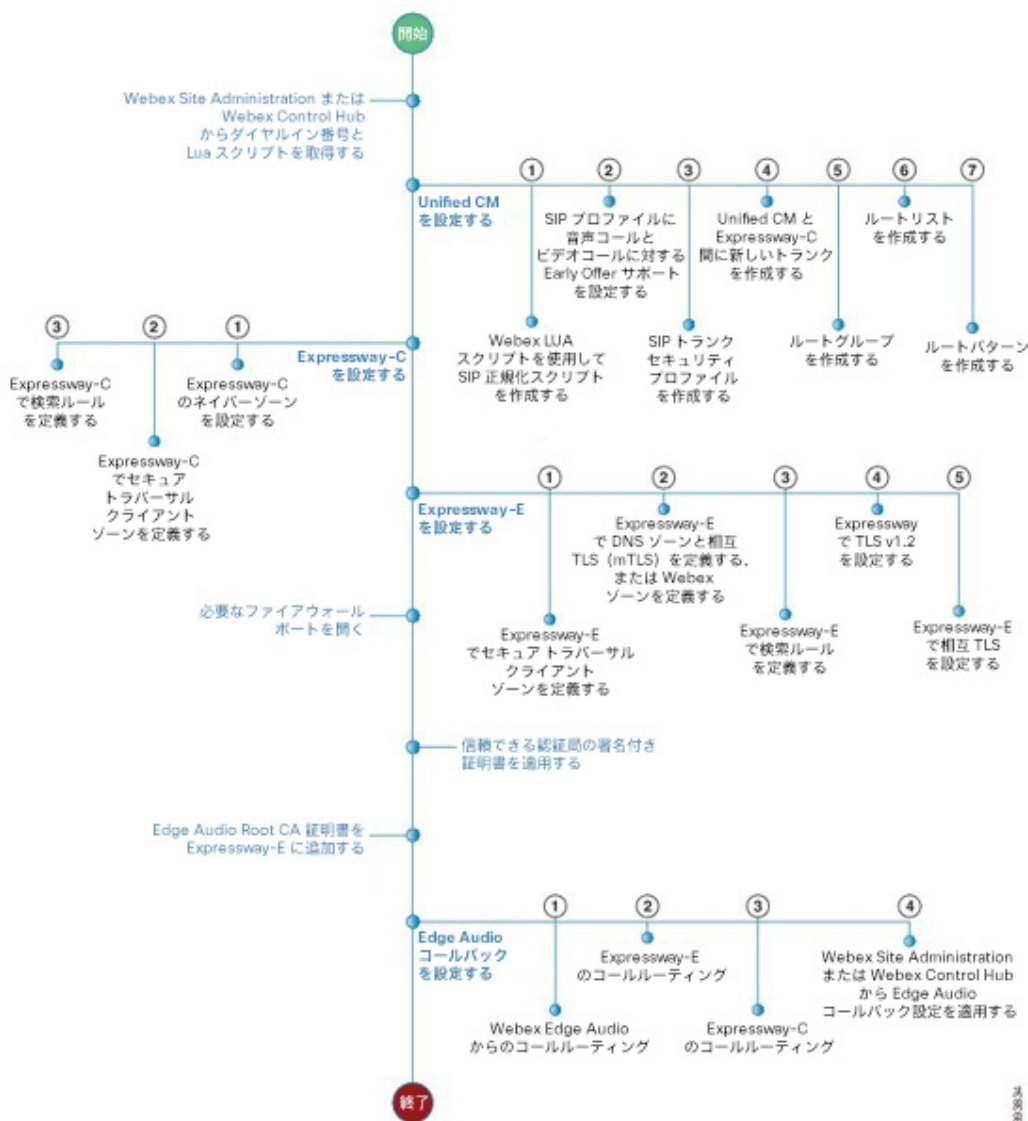 開始
Webex Site Administration または
Webex Control Hub
からダイヤルイン番号と
Lua スクリプトを取得する
Unified CM
を設定する
①
Webex LUA
スクリプトを使用して
SIP 正規化スクリプト
を作成する
②
SIP プロファイルに
音声コールと
ビデオコールに対する
Early Offer サポート
を設定する
③
SIP トランク
セキュリティ
プロファイル
を作成する
④
Unified CM と
Expressway-C
間に新しいトランク
を作成する
⑤
ルートグループ
を作成する
⑥
ルートリスト
を作成する
⑦
ルートパターン
を作成する
Expressway-C
を設定する
①
Expressway-C
のネイバーゾーン
を設定する
②
Expressway-C
でセキュア
トラバーサル
クライアント
ゾーンを定義する
③
Expressway-C
で検索ルール
を定義する
Expressway-E
を設定する
①
Expressway-E
でセキュア トラバーサル
クライアント
ゾーンを定義する
②
Expressway-E
で DNS ゾーンと相互
TLS（mTLS）を定義する、
または Webex
ゾーンを定義する
③
Expressway-E
で検索ルール
を定義する
④
Expressway
で TLS v1.2
を設定する
⑤
Expressway-E
で相互 TLS
を設定する
必要なファイアウォール
ポートを開く
信頼できる認証局の署名付き
証明書を適用する
Edge Audio Root CA 証明書を
Expressway-E に追加する
Edge Audio
コールバック
を設定する
①
Webex Edge Audio
からのコールルーティング
②
Expressway-E
のコールルーティング
③
Expressway-C
のコールルーティング
④
Webex Site Administration
または Webex Control Hub
から Edge Audio
コールバック設定を適用する
終了